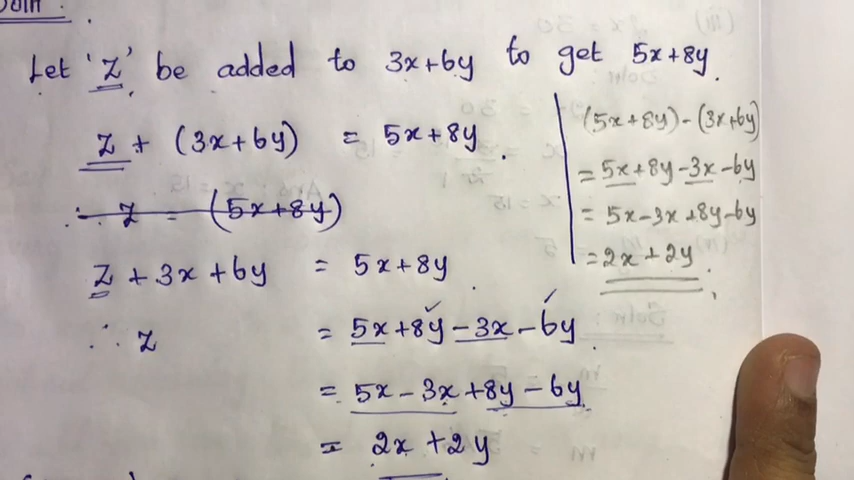 Soln :
Let 'z' be added to 3x+6y to get 5x+8y.
z + (3x+6y) = 5x+8y.
∴ z = (5x+8y)
z + 3x + 6y = 5x+8y.
∴ z = 5x+8y-3x-6y.
= 5x-3x+8y-6y
= 2x+2y
(5x+8y)-(3x+6y)
= 5x+8y-3x-6y
= 5x-3x+8y-6y
= 2x+2y.